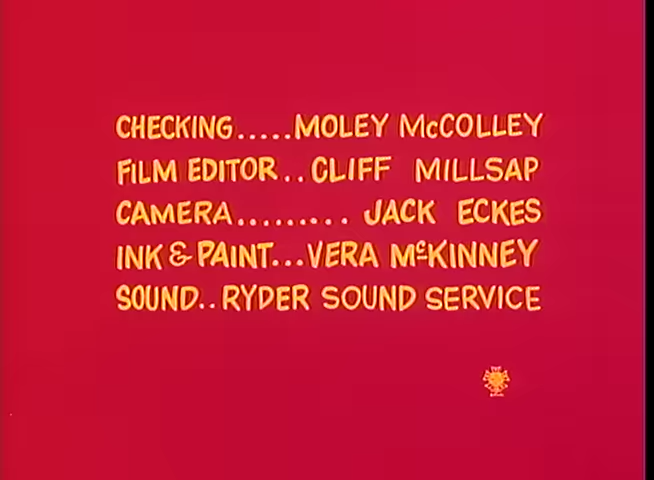 CHECKING.....MOLEY McCOLLEY
FILM EDITOR..CLIFF MILLSAP
CAMERA......... JACK ECKES
INK & PAINT...VERA McKINNEY
SOUND..RYDER SOUND SERVICE